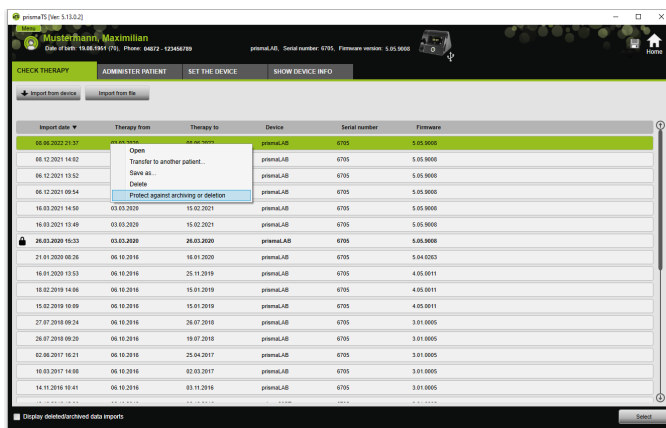 prismaTS [Ver. 5.13.0.2]
Menu
Mustermann, Maximilian
Date of birth: 19.08.1951 (70), Phone: 04872 - 123456789
prismaLAB, Serial number: 6705, Firmware version: 5.05.9008
Home
CHECK THERAPY ADMINISTER PATIENT SET THE DEVICE SHOW DEVICE INFO
Import from device Import from file
Import date ▼ Therapy from Therapy to Device Serial number Firmware
08.06.2022 21:37 03.03.2020 08.06.2022 prismaLAB 6705 5.05.9008
Open
08.12.2021 14:02 prismaLAB 6705 5.05.9008
Transfer to another patient...
Save as...
06.12.2021 13:52 prismaLAB 6705 5.05.9008
Delete
06.12.2021 09:54 prismaLAB 6705 5.05.9008
Protect against archiving or deletion
16.03.2021 14:50 03.03.2020 15.02.2021 prismaLAB 6705 5.05.9008
16.03.2021 13:49 03.03.2020 15.02.2021 prismaLAB 6705 5.05.9008
26.03.2020 15:33 03.03.2020 26.03.2020 prismaLAB 6705 5.05.9008
21.01.2020 08:26 06.10.2016 16.01.2020 prismaLAB 6705 5.04.0263
16.01.2020 13:53 06.10.2016 25.11.2019 prismaLAB 6705 4.05.0011
18.02.2019 14:06 06.10.2016 15.01.2019 prismaLAB 6705 4.05.0011
15.02.2019 10:09 06.10.2016 15.01.2019 prismaLAB 6705 4.05.0011
27.07.2018 09:24 06.10.2016 26.07.2018 prismaLAB 6705 3.01.0005
26.07.2018 09:20 06.10.2016 19.07.2018 prismaLAB 6705 3.01.0005
02.06.2017 16:21 06.10.2016 25.04.2017 prismaLAB 6705 3.01.0005
10.03.2017 14:08 06.10.2016 02.03.2017 prismaLAB 6705 3.01.0005
14.11.2016 10:41 06.10.2016 03.11.2016 prismaLAB 6705 3.01.0005
Display deleted/archived data imports
Select